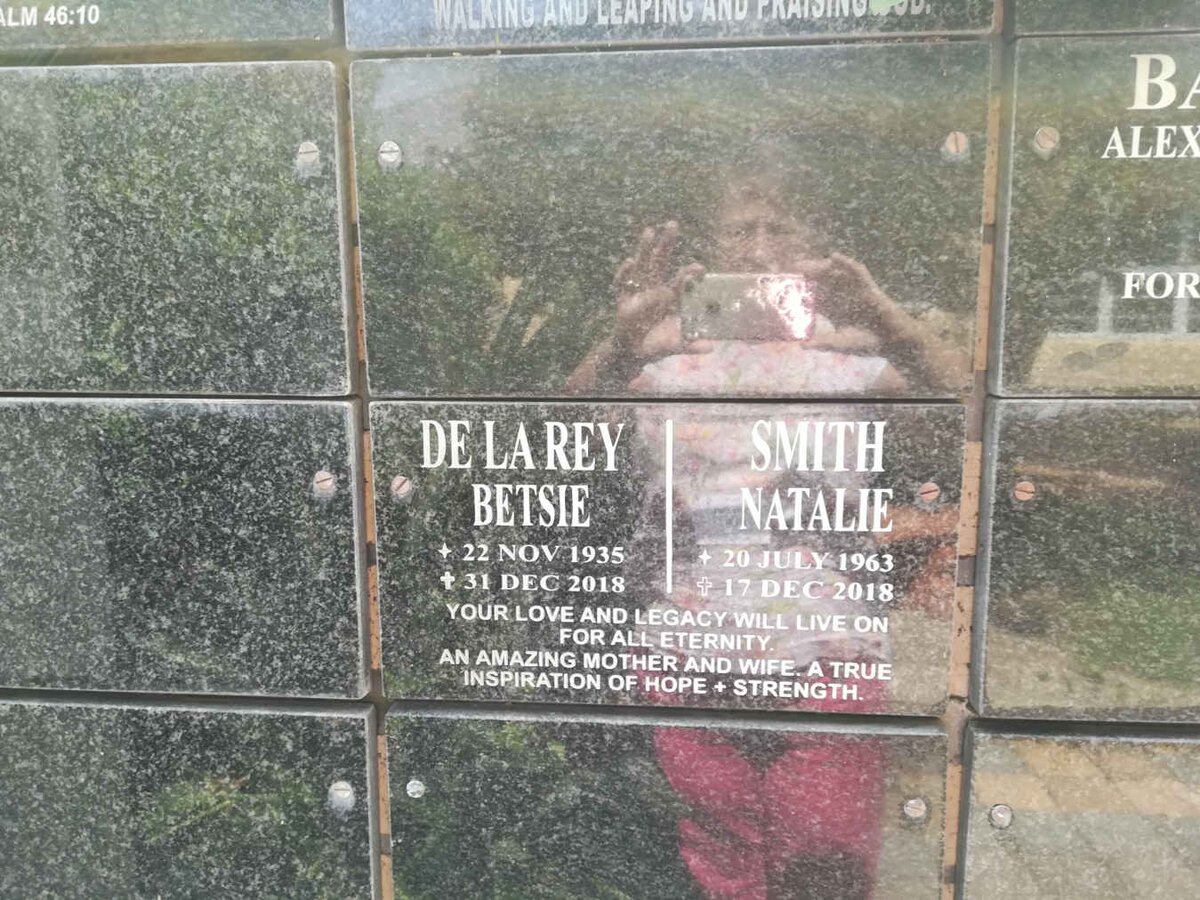 ALM 46:10
WALKING AND LEAPING AND PRAISING GOD.
BA
ALEX
FOR
DE LA REY
BETSIE
22 NOV 1935
31 DEC 2018
SMITH
NATALIE
20 JULY 1963
17 DEC 2018
YOUR LOVE AND LEGACY WILL LIVE ON
FOR ALL ETERNITY.
AN AMAZING MOTHER AND WIFE. A TRUE
INSPIRATION OF HOPE + STRENGTH.